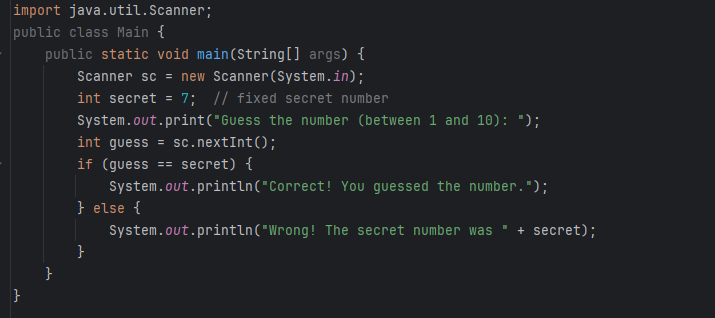 import java.util.Scanner;
public class Main {
    public static void main(String[] args) {
        Scanner sc = new Scanner(System.in);
        int secret = 7;  // fixed secret number
        System.out.print("Guess the number (between 1 and 10): ");
        int guess = sc.nextInt();
        if (guess == secret) {
            System.out.println("Correct! You guessed the number.");
        } else {
            System.out.println("Wrong! The secret number was " + secret);
        }
    }
}